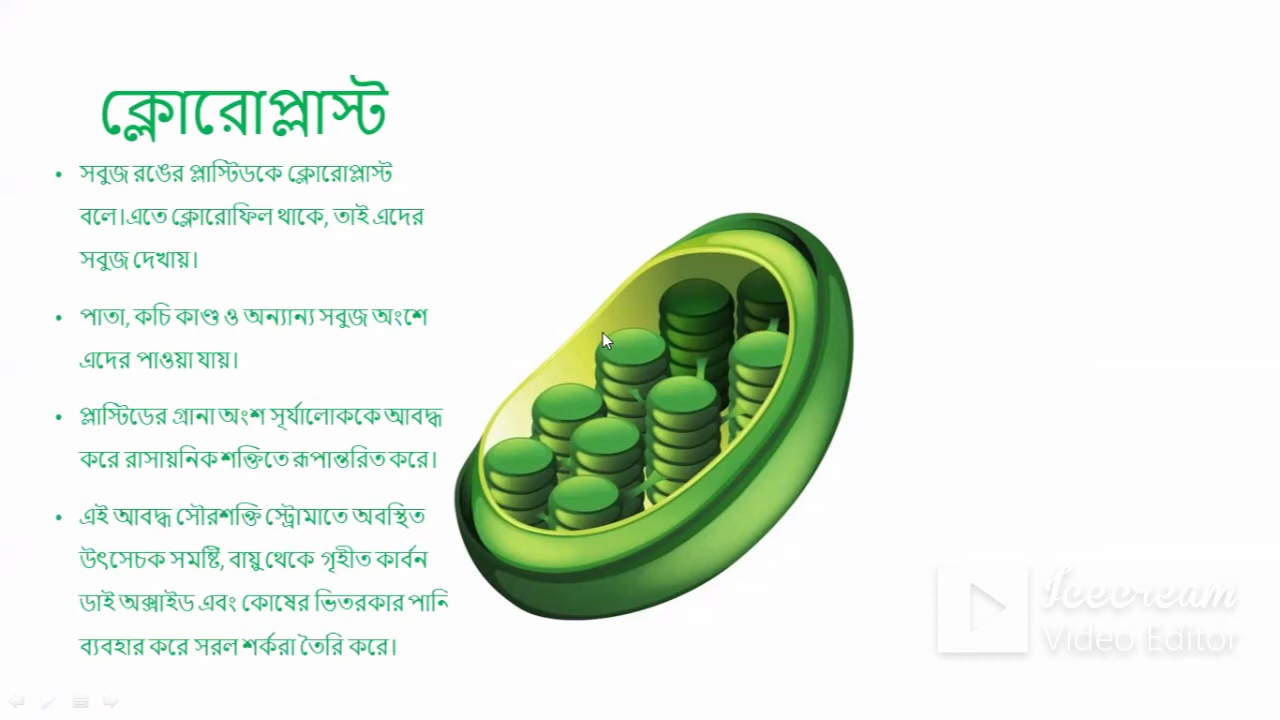 ক্লোরোপ্লাস্ট
• সবুজ রঙের প্লাস্টিডকে ক্লোরোপ্লাস্ট
বলে।এতে ক্লোরোফিল থাকে, তাই এদের
সবুজ দেখায়।
• পাতা, কচি কাণ্ড ও অন্যান্য সবুজ অংশে
এদের পাওয়া যায়।
• প্লাস্টিডের গ্রানা অংশ সূর্যালোককে আবদ্ধ
করে রাসায়নিক শক্তিতে রূপান্তরিত করে।
• এই আবদ্ধ সৌরশক্তি স্ট্রোমাতে অবস্থিত
উৎসেচক সমষ্টি, বায়ু থেকে গৃহীত কার্বন
ডাই অক্সাইড এবং কোষের ভিতরকার পানি
ব্যবহার করে সরল শর্করা তৈরি করে।
Icecream
Video Editor